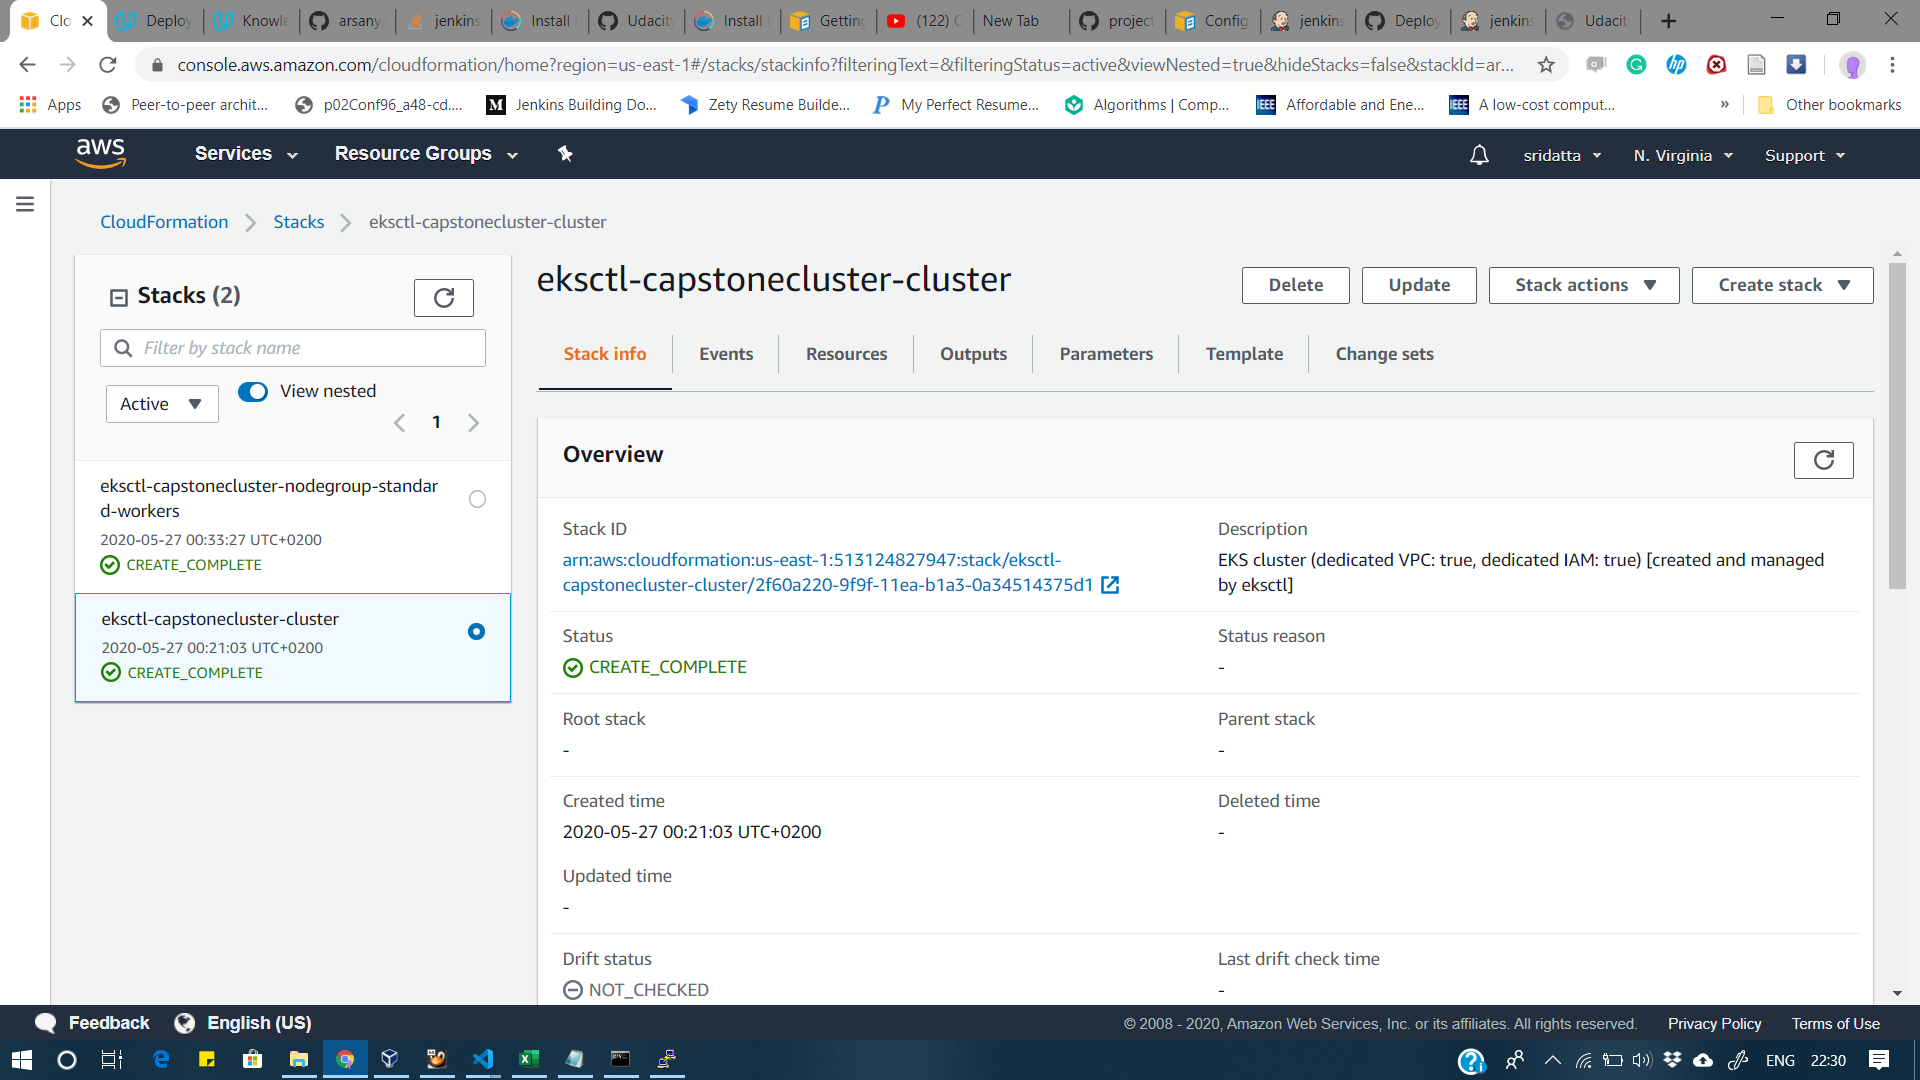 Clo
Deploy
Knowle
arsany
jenkins
Install
Udacity
Install
Getting
(122)
New Tab
project
Config
jenkins
Deploy
jenkins
Udacit
console.aws.amazon.com/cloudformation/home?region=us-east-1#/stacks/stackinfo?filteringText=&filteringStatus=active&viewNested=true&hideStacks=false&stackId=ar...
Apps
Peer-to-peer archit...
p02Conf96_a48-cd....
Jenkins Building Do...
Zety Resume Builde...
My Perfect Resume...
Algorithms | Comp...
IEEE Affordable and Ene...
IEEE A low-cost comput...
»
Other bookmarks
aws
Services
Resource Groups
sridatta
N. Virginia
Support
CloudFormation
Stacks
eksctl-capstonecluster-cluster
Stacks (2)
Filter by stack name
Active
View nested
1
eksctl-capstonecluster-nodegroup-standar
d-workers
2020-05-27 00:33:27 UTC+0200
CREATE_COMPLETE
eksctl-capstonecluster-cluster
2020-05-27 00:21:03 UTC+0200
CREATE_COMPLETE
eksctl-capstonecluster-cluster
Delete
Update
Stack actions
Create stack
Stack info
Events
Resources
Outputs
Parameters
Template
Change sets
Overview
Stack ID
arn:aws:cloudformation:us-east-1:513124827947:stack/eksctl-
capstonecluster-cluster/2f60a220-9f9f-11ea-b1a3-0a34514375d1
Description
EKS cluster (dedicated VPC: true, dedicated IAM: true) [created and managed
by eksctl]
Status
CREATE_COMPLETE
Status reason
-
Root stack
-
Parent stack
-
Created time
2020-05-27 00:21:03 UTC+0200
Deleted time
-
Updated time
-
Drift status
NOT_CHECKED
Last drift check time
-
Feedback
English (US)
© 2008 - 2020, Amazon Web Services, Inc. or its affiliates. All rights reserved.
Privacy Policy
Terms of Use
ENG
22:30